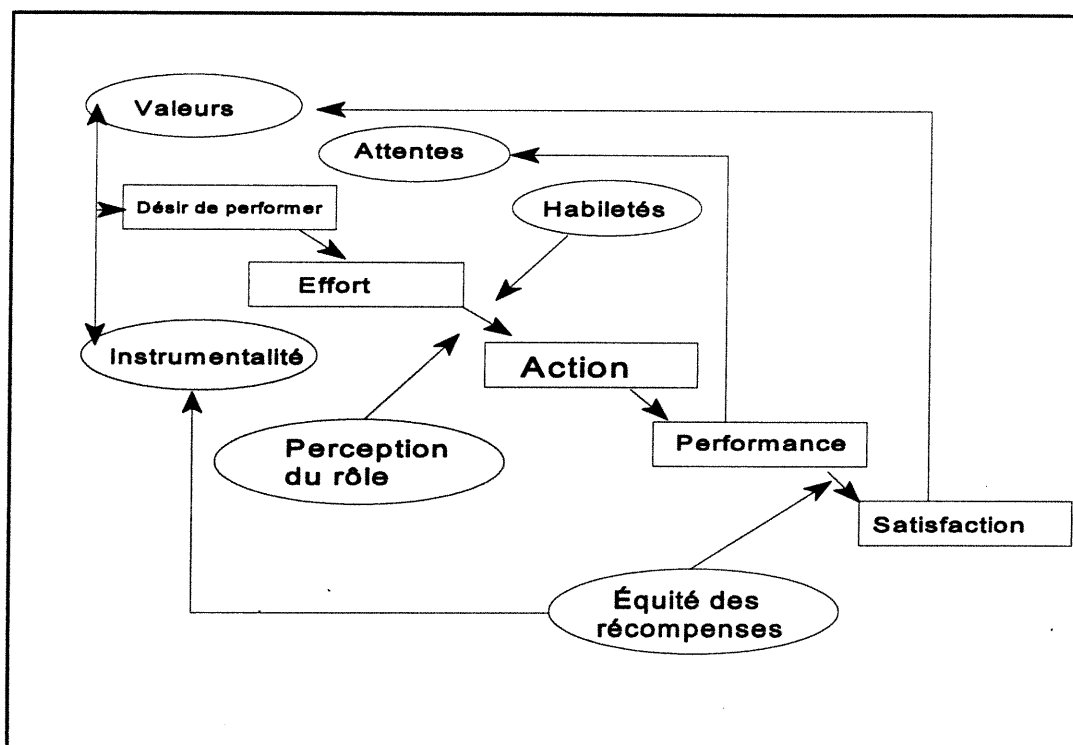 Valeurs
Attentes
Désir de performer
Habiletés
Effort
Instrumentalité
Action
Perception
du rôle
Performance
Satisfaction
Équité des
récompenses